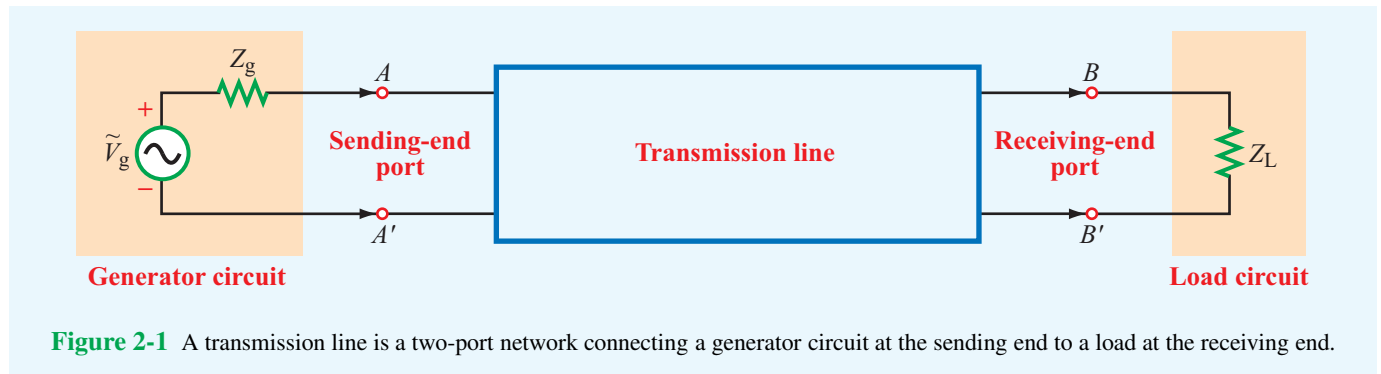 Zg
A
B
+
Ṽg
−
Sending-end
port
Transmission line
Receiving-end
port
ZL
A′
B′
Generator circuit
Load circuit
Figure 2-1 A transmission line is a two-port network connecting a generator circuit at the sending end to a load at the receiving end.